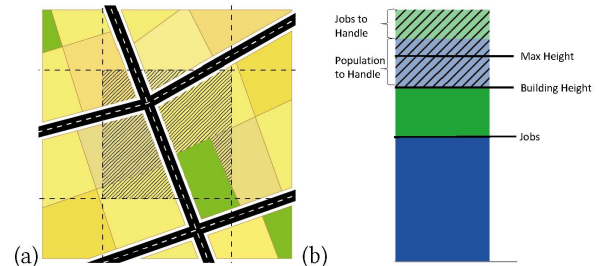 Jobs to
Handle
Population
to Handle
Max Height
Building Height
Jobs
(a)
(b)